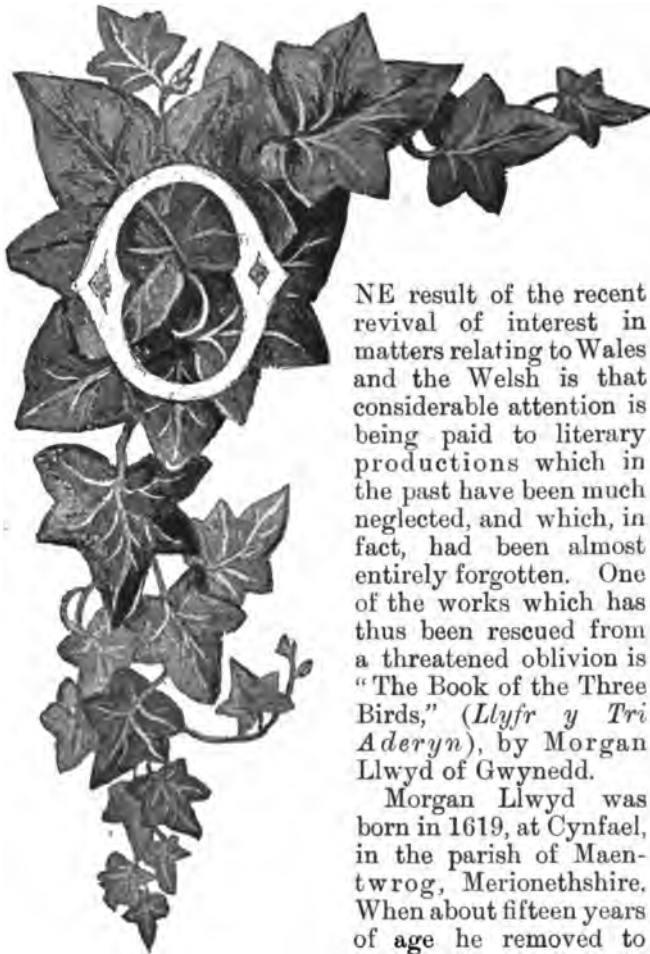 ONE result of the recent
revival of interest in
matters relating to Wales
and the Welsh is that
considerable attention is
being paid to literary
productions which in
the past have been much
neglected, and which, in
fact, had been almost
entirely forgotten. One
of the works which has
thus been rescued from
a threatened oblivion is
“The Book of the Three
Birds,” (Llyfr y Tri
Aderyn), by Morgan
Llwyd of Gwynedd.
Morgan Llwyd was
born in 1619, at Cynfael,
in the parish of Maen-
twrog, Merionethshire.
When about fifteen years
of age he removed to